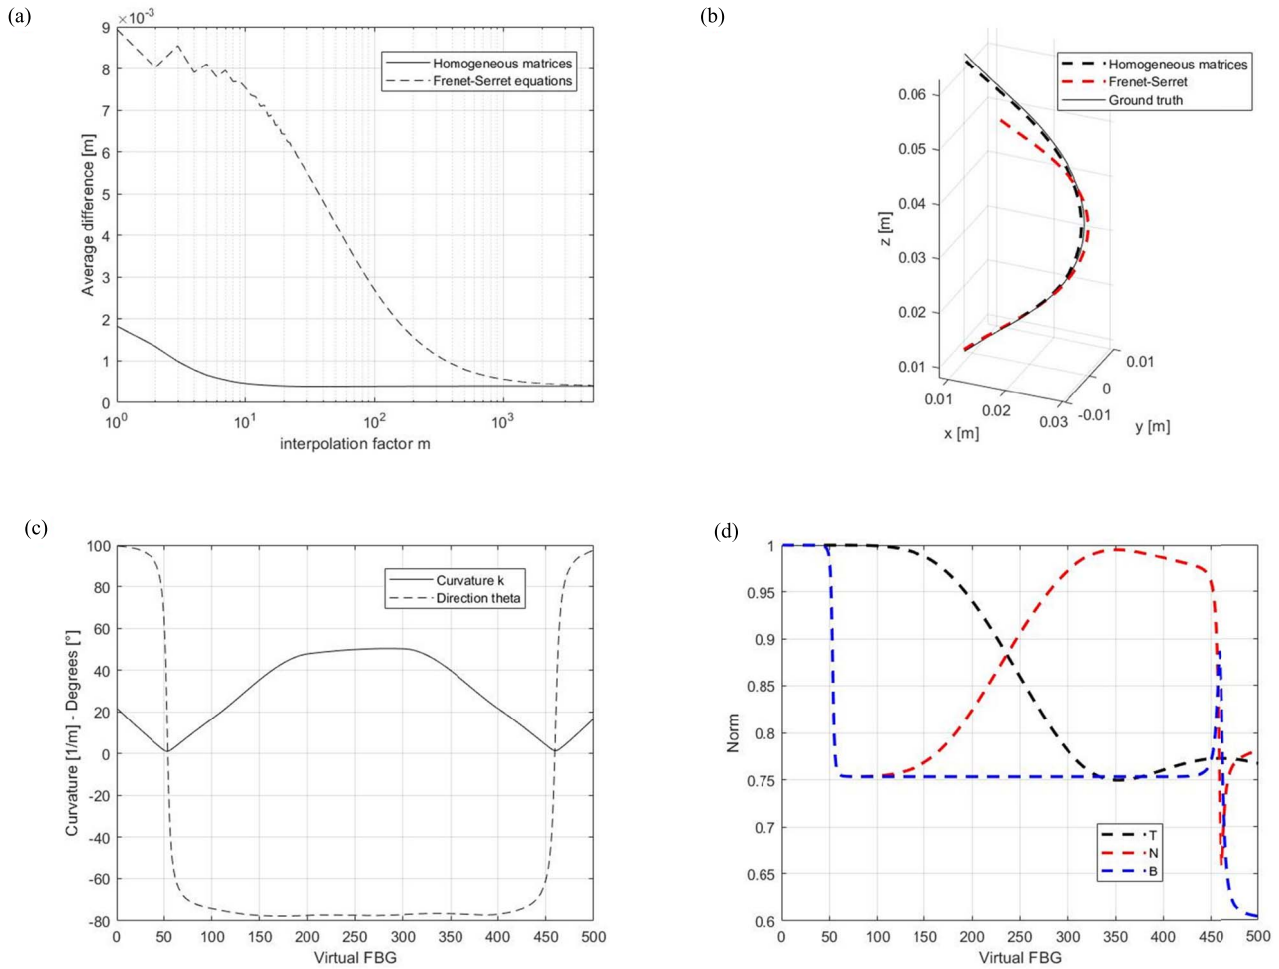 (a)
×10⁻³
9
8
7
6
5
4
3
2
1
0
Average difference [m]
Homogeneous matrices
Frenet-Serret equations
10⁰ 10¹ 10² 10³
interpolation factor m
(b)
Homogeneous matrices
Frenet-Serret
Ground truth
0.06
0.05
0.04
0.03
0.02
0.01
z [m]
0.01
0.02
0.03
x [m]
-0.01
0
0.01
y [m]
(c)
100
80
60
40
20
0
-20
-40
-60
-80
Curvature [1/m] - Degrees [°]
Curvature k
Direction theta
0 50 100 150 200 250 300 350 400 450 500
Virtual FBG
(d)
1
0.95
0.9
0.85
0.8
0.75
0.7
0.65
0.6
Norm
T
N
B
0 50 100 150 200 250 300 350 400 450 500
Virtual FBG